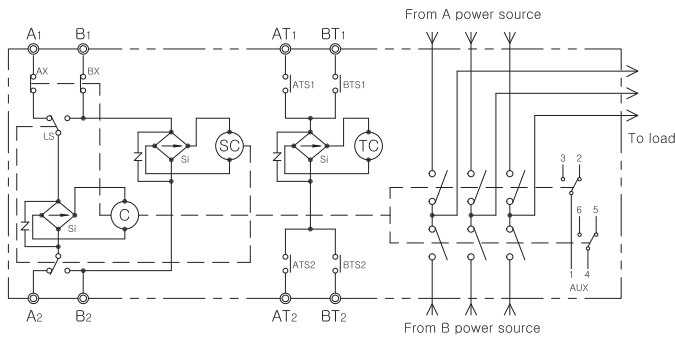 From A power source
A1 B1 AT1 BT1
AX BX
ATS1 BTS1
To load
LS
Si SC Si TC
3 2
Si C
6 5
ATS2 BTS2
1 4
AUX
A2 B2 AT2 BT2
From B power source